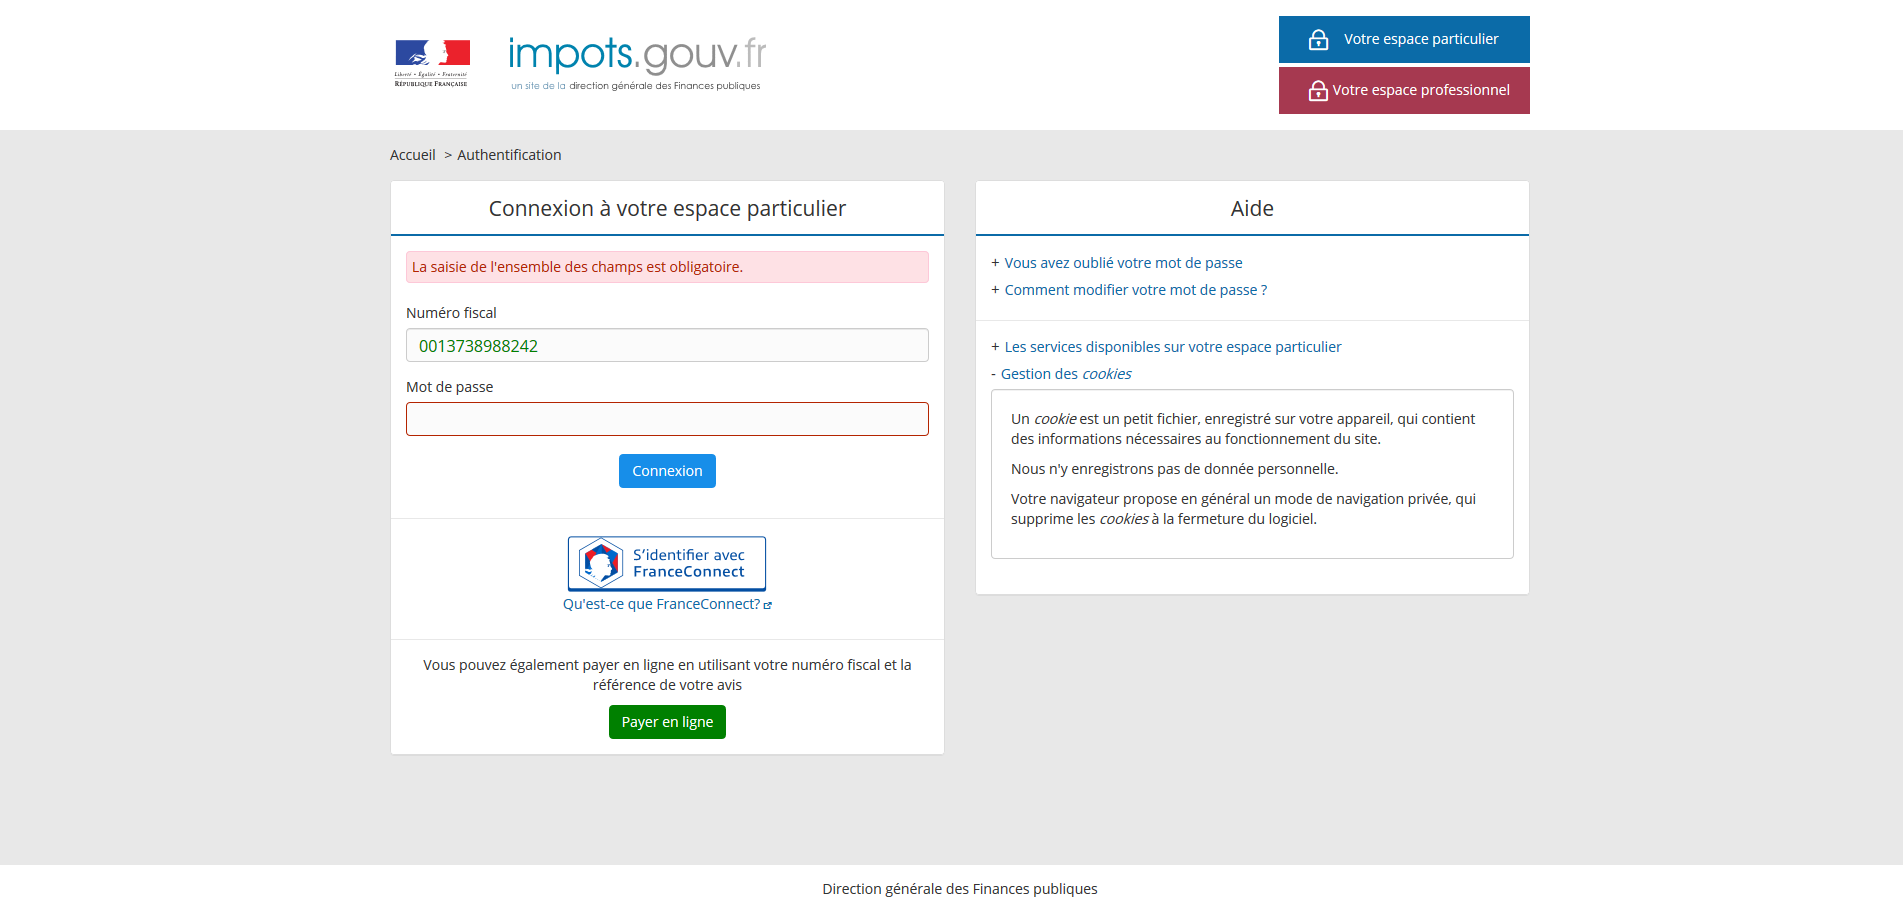 Liberté • Égalité • Fraternité
RÉPUBLIQUE FRANÇAISE
impots.gouv.fr
un site de la direction générale des Finances publiques
Votre espace particulier
Votre espace professionnel
Accueil > Authentification
Connexion à votre espace particulier
La saisie de l'ensemble des champs est obligatoire.
Numéro fiscal
0013738988242
Mot de passe
Connexion
S'identifier avec
FranceConnect
Qu'est-ce que FranceConnect?
Vous pouvez également payer en ligne en utilisant votre numéro fiscal et la
référence de votre avis
Payer en ligne
Aide
+ Vous avez oublié votre mot de passe
+ Comment modifier votre mot de passe ?
+ Les services disponibles sur votre espace particulier
- Gestion des cookies
Un cookie est un petit fichier, enregistré sur votre appareil, qui contient
des informations nécessaires au fonctionnement du site.
Nous n'y enregistrons pas de donnée personnelle.
Votre navigateur propose en général un mode de navigation privée, qui
supprime les cookies à la fermeture du logiciel.
Direction générale des Finances publiques